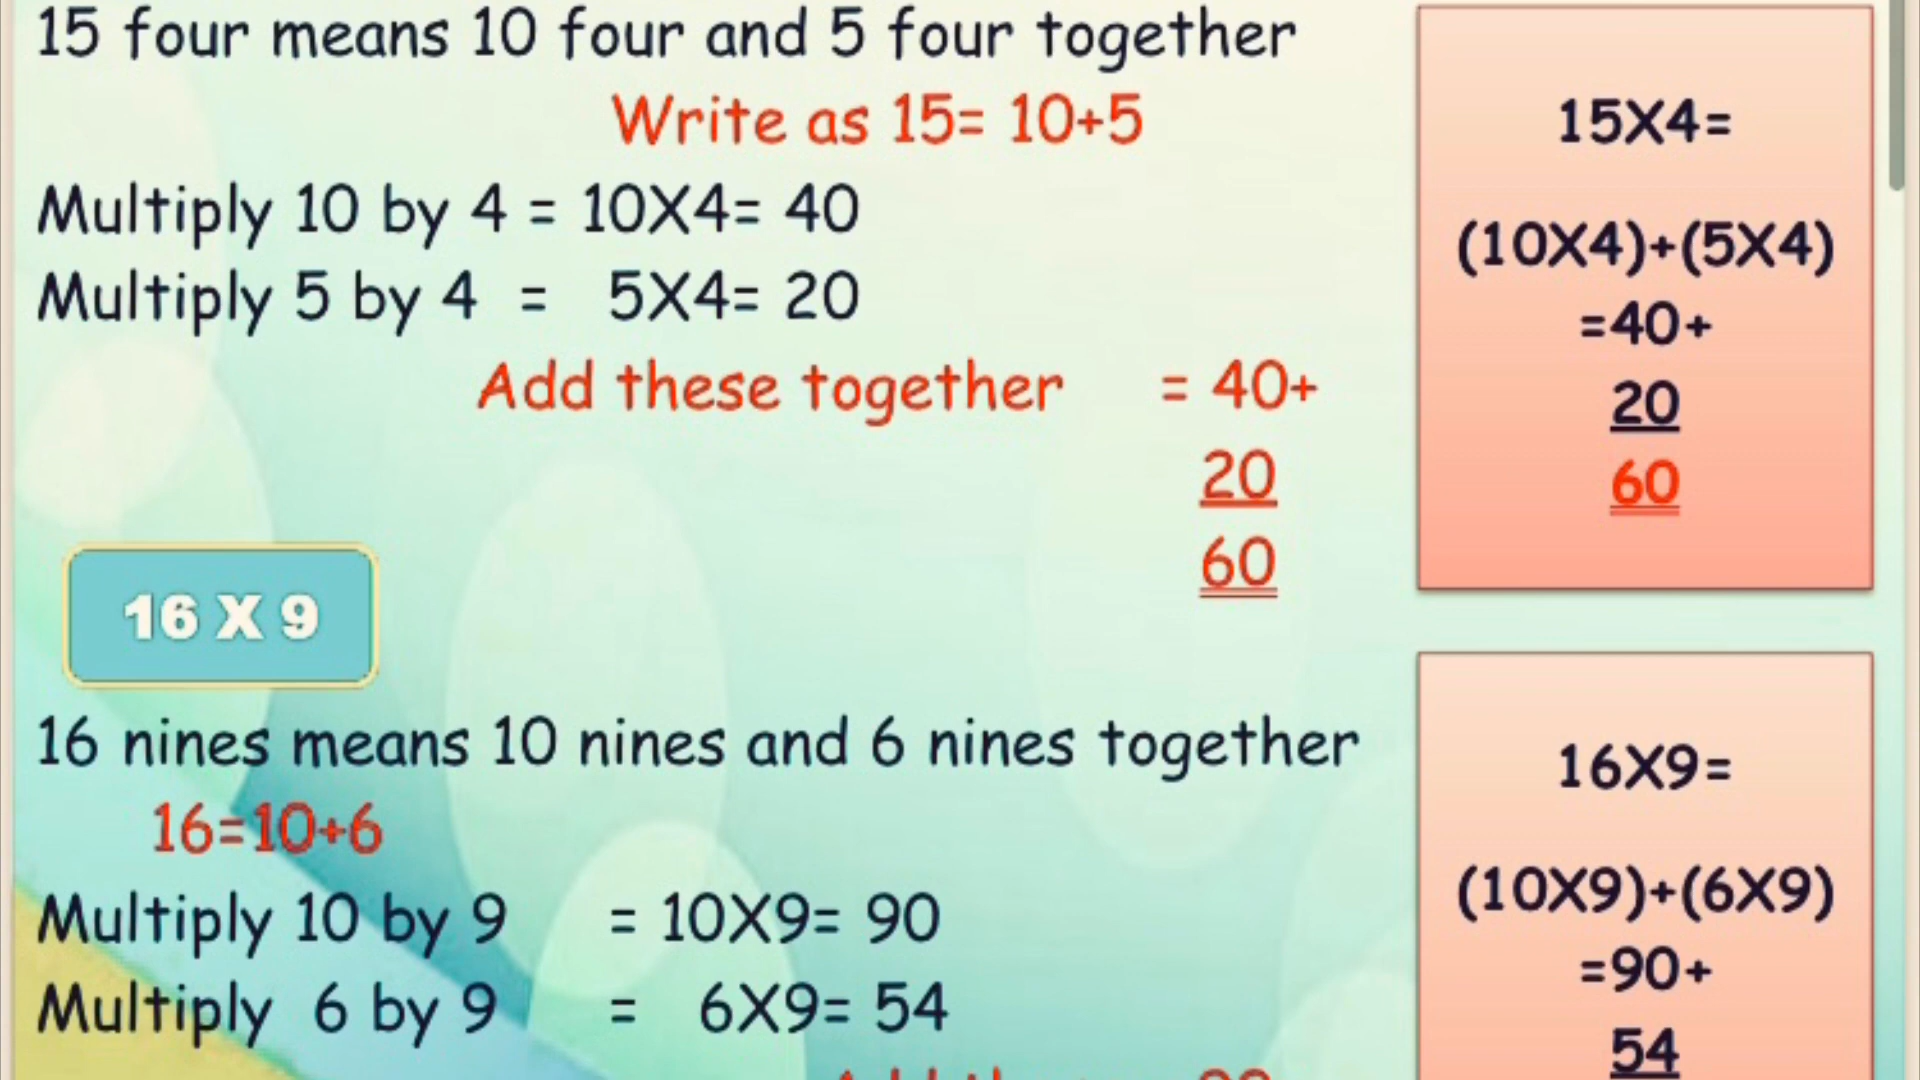 15 four means 10 four and 5 four together
Write as 15= 10+5
Multiply 10 by 4 = 10X4= 40
Multiply 5 by 4 = 5X4= 20
Add these together = 40+
20
60
15X4=
(10X4)+(5X4)
=40+
20
60
16 X 9
16 nines means 10 nines and 6 nines together
16=10+6
Multiply 10 by 9 = 10X9= 90
Multiply 6 by 9 = 6X9= 54
16X9=
(10X9)+(6X9)
=90+
54